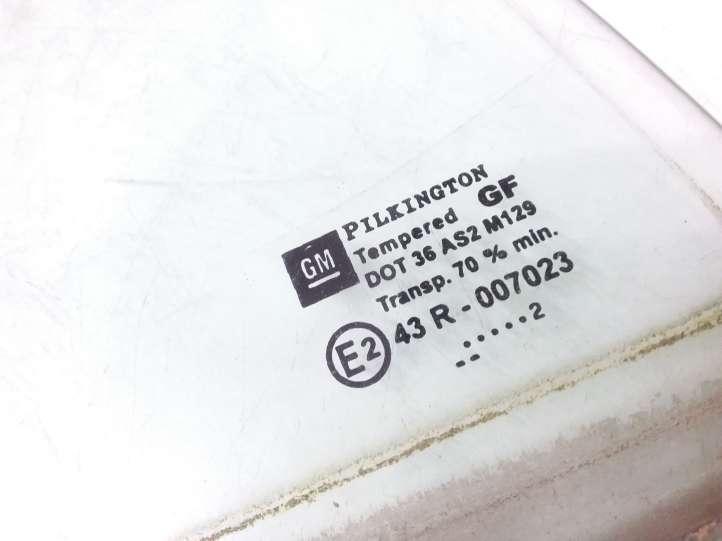 PILKINGTON
GM
Tempered GF
DOT 36 AS2 M129
Transp. 70 % min.
E2 43 R - 007023
..... 2